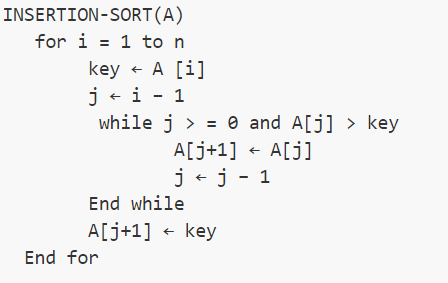 INSERTION-SORT(A)
for i = 1 to n
key ← A [i]
j ← i - 1
while j > = 0 and A[j] > key
A[j+1] ← A[j]
j ← j - 1
End while
A[j+1] ← key
End for